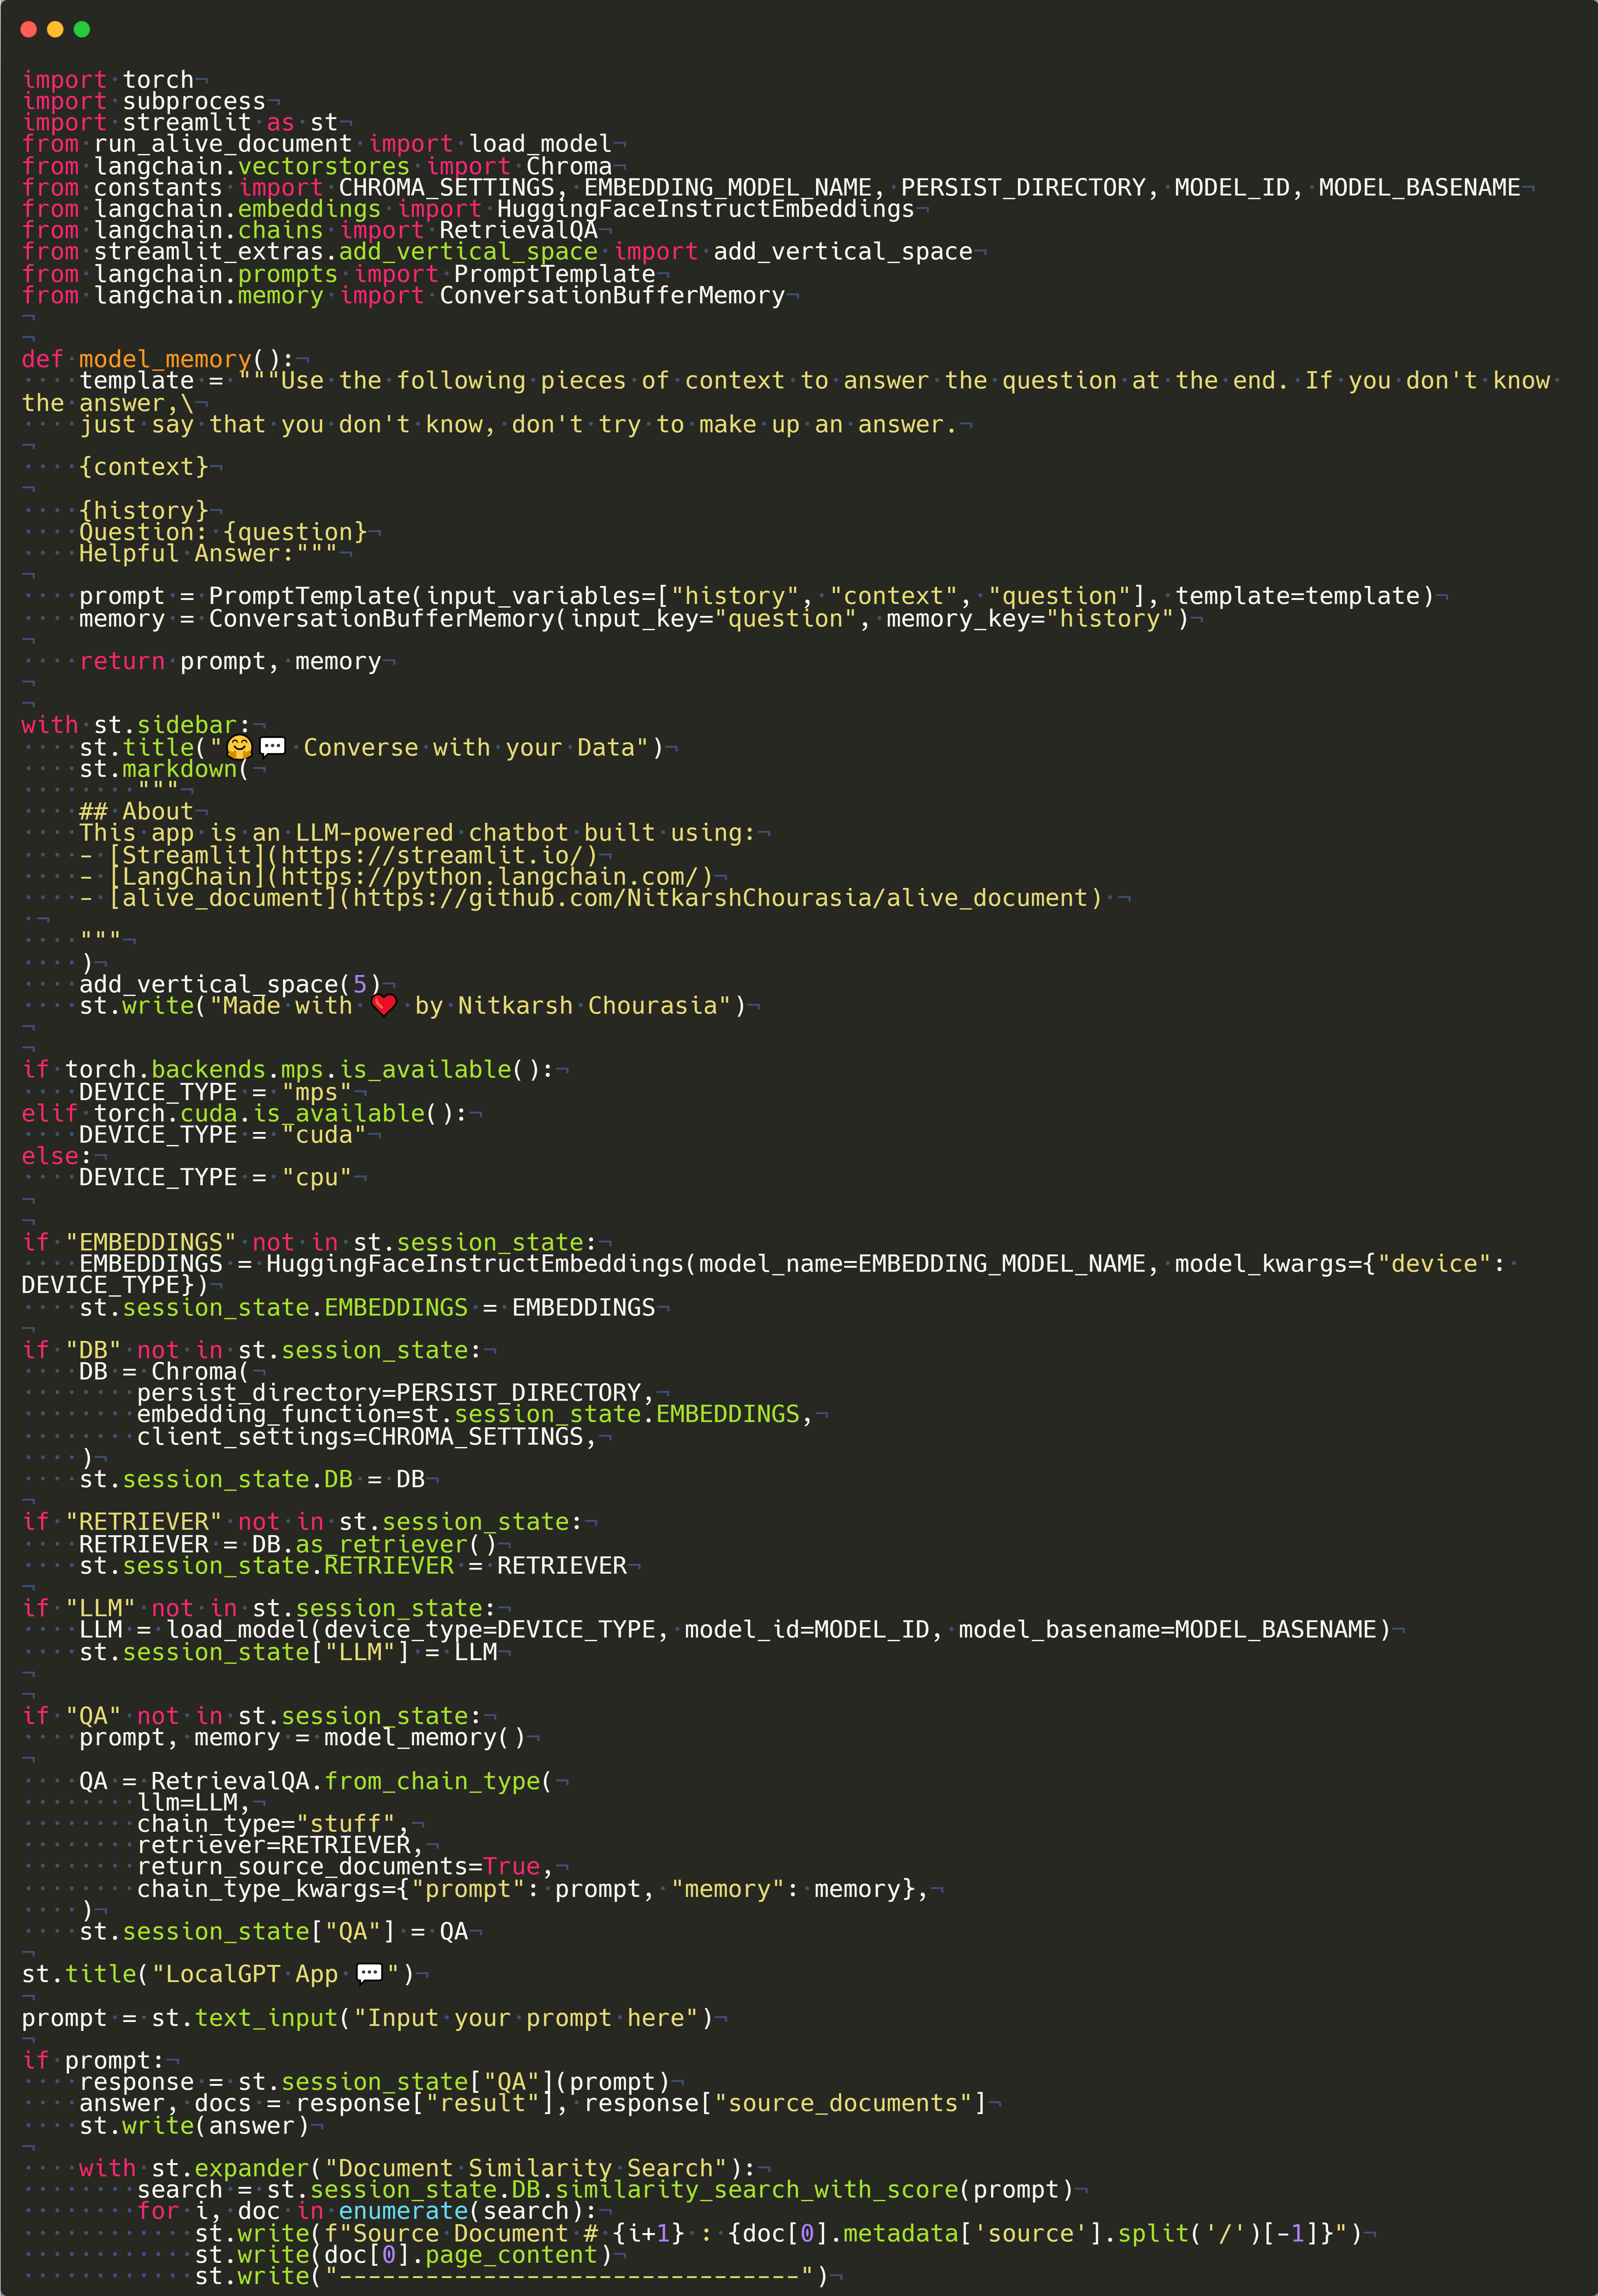 import torch
import subprocess
import streamlit as st
from run_alive_document import load_model
from langchain.vectorstores import Chroma
from constants import CHROMA_SETTINGS, EMBEDDING_MODEL_NAME, PERSIST_DIRECTORY, MODEL_ID, MODEL_BASENAME
from langchain.embeddings import HuggingFaceInstructEmbeddings
from langchain.chains import RetrievalQA
from streamlit_extras.add_vertical_space import add_vertical_space
from langchain.prompts import PromptTemplate
from langchain.memory import ConversationBufferMemory


def model_memory():
    template = """Use the following pieces of context to answer the question at the end. If you don't know
the answer,\
    just say that you don't know, don't try to make up an answer.

    {context}

    {history}
    Question: {question}
    Helpful Answer:"""

    prompt = PromptTemplate(input_variables=["history", "context", "question"], template=template)
    memory = ConversationBufferMemory(input_key="question", memory_key="history")

    return prompt, memory


with st.sidebar:
    st.title("🤗💬 Converse with your Data")
    st.markdown(
        """
    ## About
    This app is an LLM-powered chatbot built using:
    - [Streamlit](https://streamlit.io/)
    - [LangChain](https://python.langchain.com/)
    - [alive_document](https://github.com/NitkarshChourasia/alive_document)

    """
    )
    add_vertical_space(5)
    st.write("Made with ❤️ by Nitkarsh Chourasia")


if torch.backends.mps.is_available():
    DEVICE_TYPE = "mps"
elif torch.cuda.is_available():
    DEVICE_TYPE = "cuda"
else:
    DEVICE_TYPE = "cpu"


if "EMBEDDINGS" not in st.session_state:
    EMBEDDINGS = HuggingFaceInstructEmbeddings(model_name=EMBEDDING_MODEL_NAME, model_kwargs={"device":
DEVICE_TYPE})
    st.session_state.EMBEDDINGS = EMBEDDINGS

if "DB" not in st.session_state:
    DB = Chroma(
        persist_directory=PERSIST_DIRECTORY,
        embedding_function=st.session_state.EMBEDDINGS,
        client_settings=CHROMA_SETTINGS,
    )
    st.session_state.DB = DB

if "RETRIEVER" not in st.session_state:
    RETRIEVER = DB.as_retriever()
    st.session_state.RETRIEVER = RETRIEVER

if "LLM" not in st.session_state:
    LLM = load_model(device_type=DEVICE_TYPE, model_id=MODEL_ID, model_basename=MODEL_BASENAME)
    st.session_state["LLM"] = LLM


if "QA" not in st.session_state:
    prompt, memory = model_memory()

    QA = RetrievalQA.from_chain_type(
        llm=LLM,
        chain_type="stuff",
        retriever=RETRIEVER,
        return_source_documents=True,
        chain_type_kwargs={"prompt": prompt, "memory": memory},
    )
    st.session_state["QA"] = QA

st.title("LocalGPT App 💬")

prompt = st.text_input("Input your prompt here")

if prompt:
    response = st.session_state["QA"](prompt)
    answer, docs = response["result"], response["source_documents"]
    st.write(answer)

    with st.expander("Document Similarity Search"):
        search = st.session_state.DB.similarity_search_with_score(prompt)
        for i, doc in enumerate(search):
            st.write(f"Source Document # {i+1} : {doc[0].metadata['source'].split('/')[-1]}")
            st.write(doc[0].page_content)
            st.write("--------------------------------")